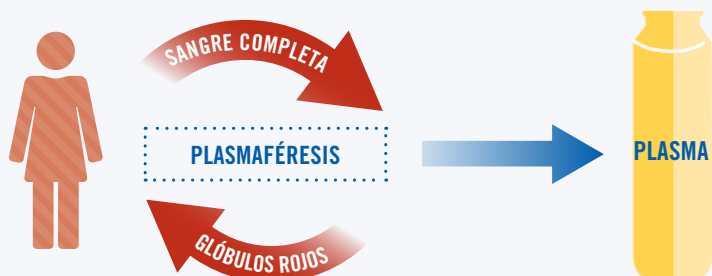 SANGRE COMPLETA
PLASMAFÉRESIS
PLASMA
GLÓBULOS ROJOS